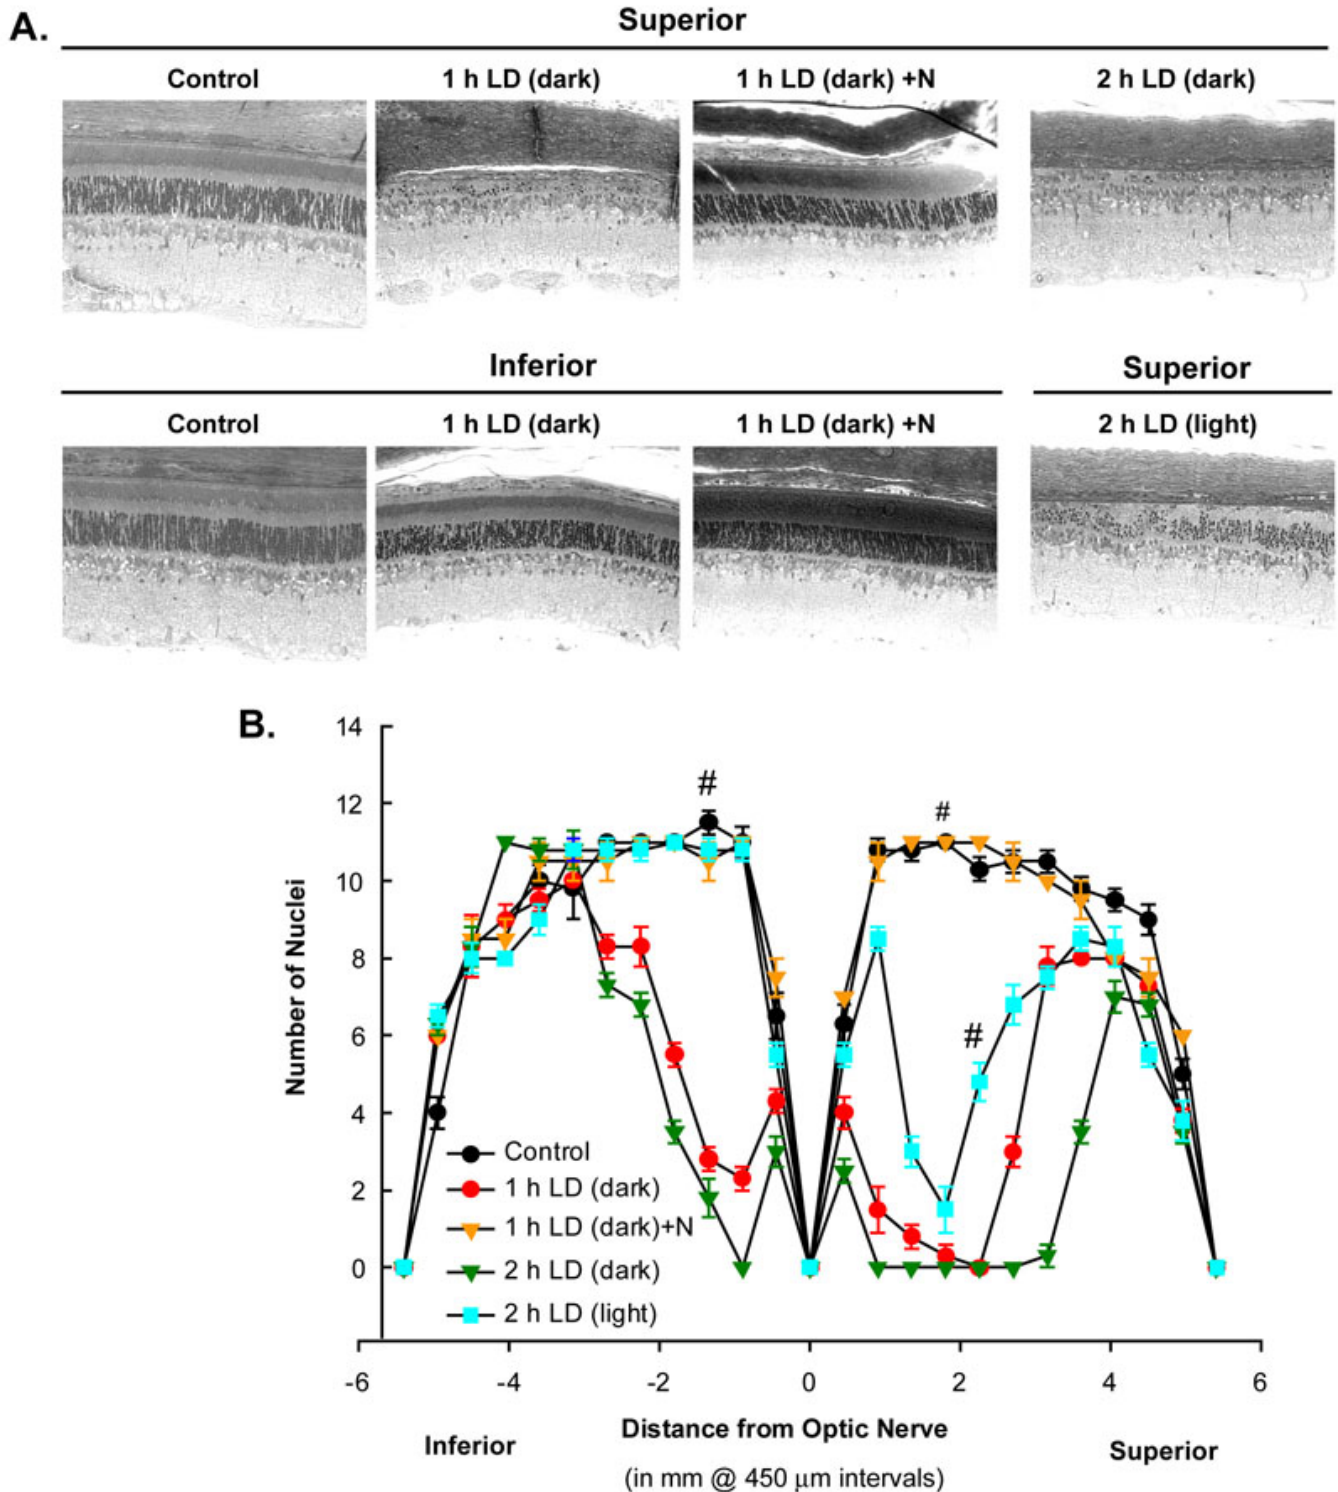 A.
Superior
Control 1 h LD (dark) 1 h LD (dark) +N 2 h LD (dark)
Inferior Superior
Control 1 h LD (dark) 1 h LD (dark) +N 2 h LD (light)
B.
Number of Nuclei
14
12
10
8
6
4
2
0
#
#
#
Control
1 h LD (dark)
1 h LD (dark)+N
2 h LD (dark)
2 h LD (light)
-6 -4 -2 0 2 4 6
Inferior Distance from Optic Nerve Superior
(in mm @ 450 μm intervals)